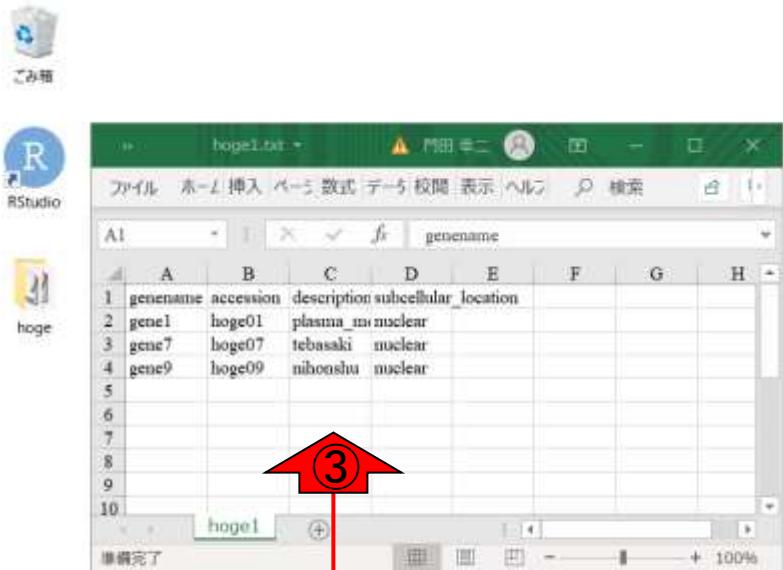 ごみ箱
RStudio
hoge
hoge1.txt
門田 幸二
ファイル ホーム 挿入 ペーシ 数式 データ 校閲 表示 ヘルプ 検索
A1 fx genename
A B C D E F G H
1 genename accession description subcellular_location
2 gene1 hoge01 plasma_m nuclear
3 gene7 hoge07 tebasaki nuclear
4 gene9 hoge09 nihonshu nuclear
5
6
7
8
9
10
③
hoge1
準備完了 100%